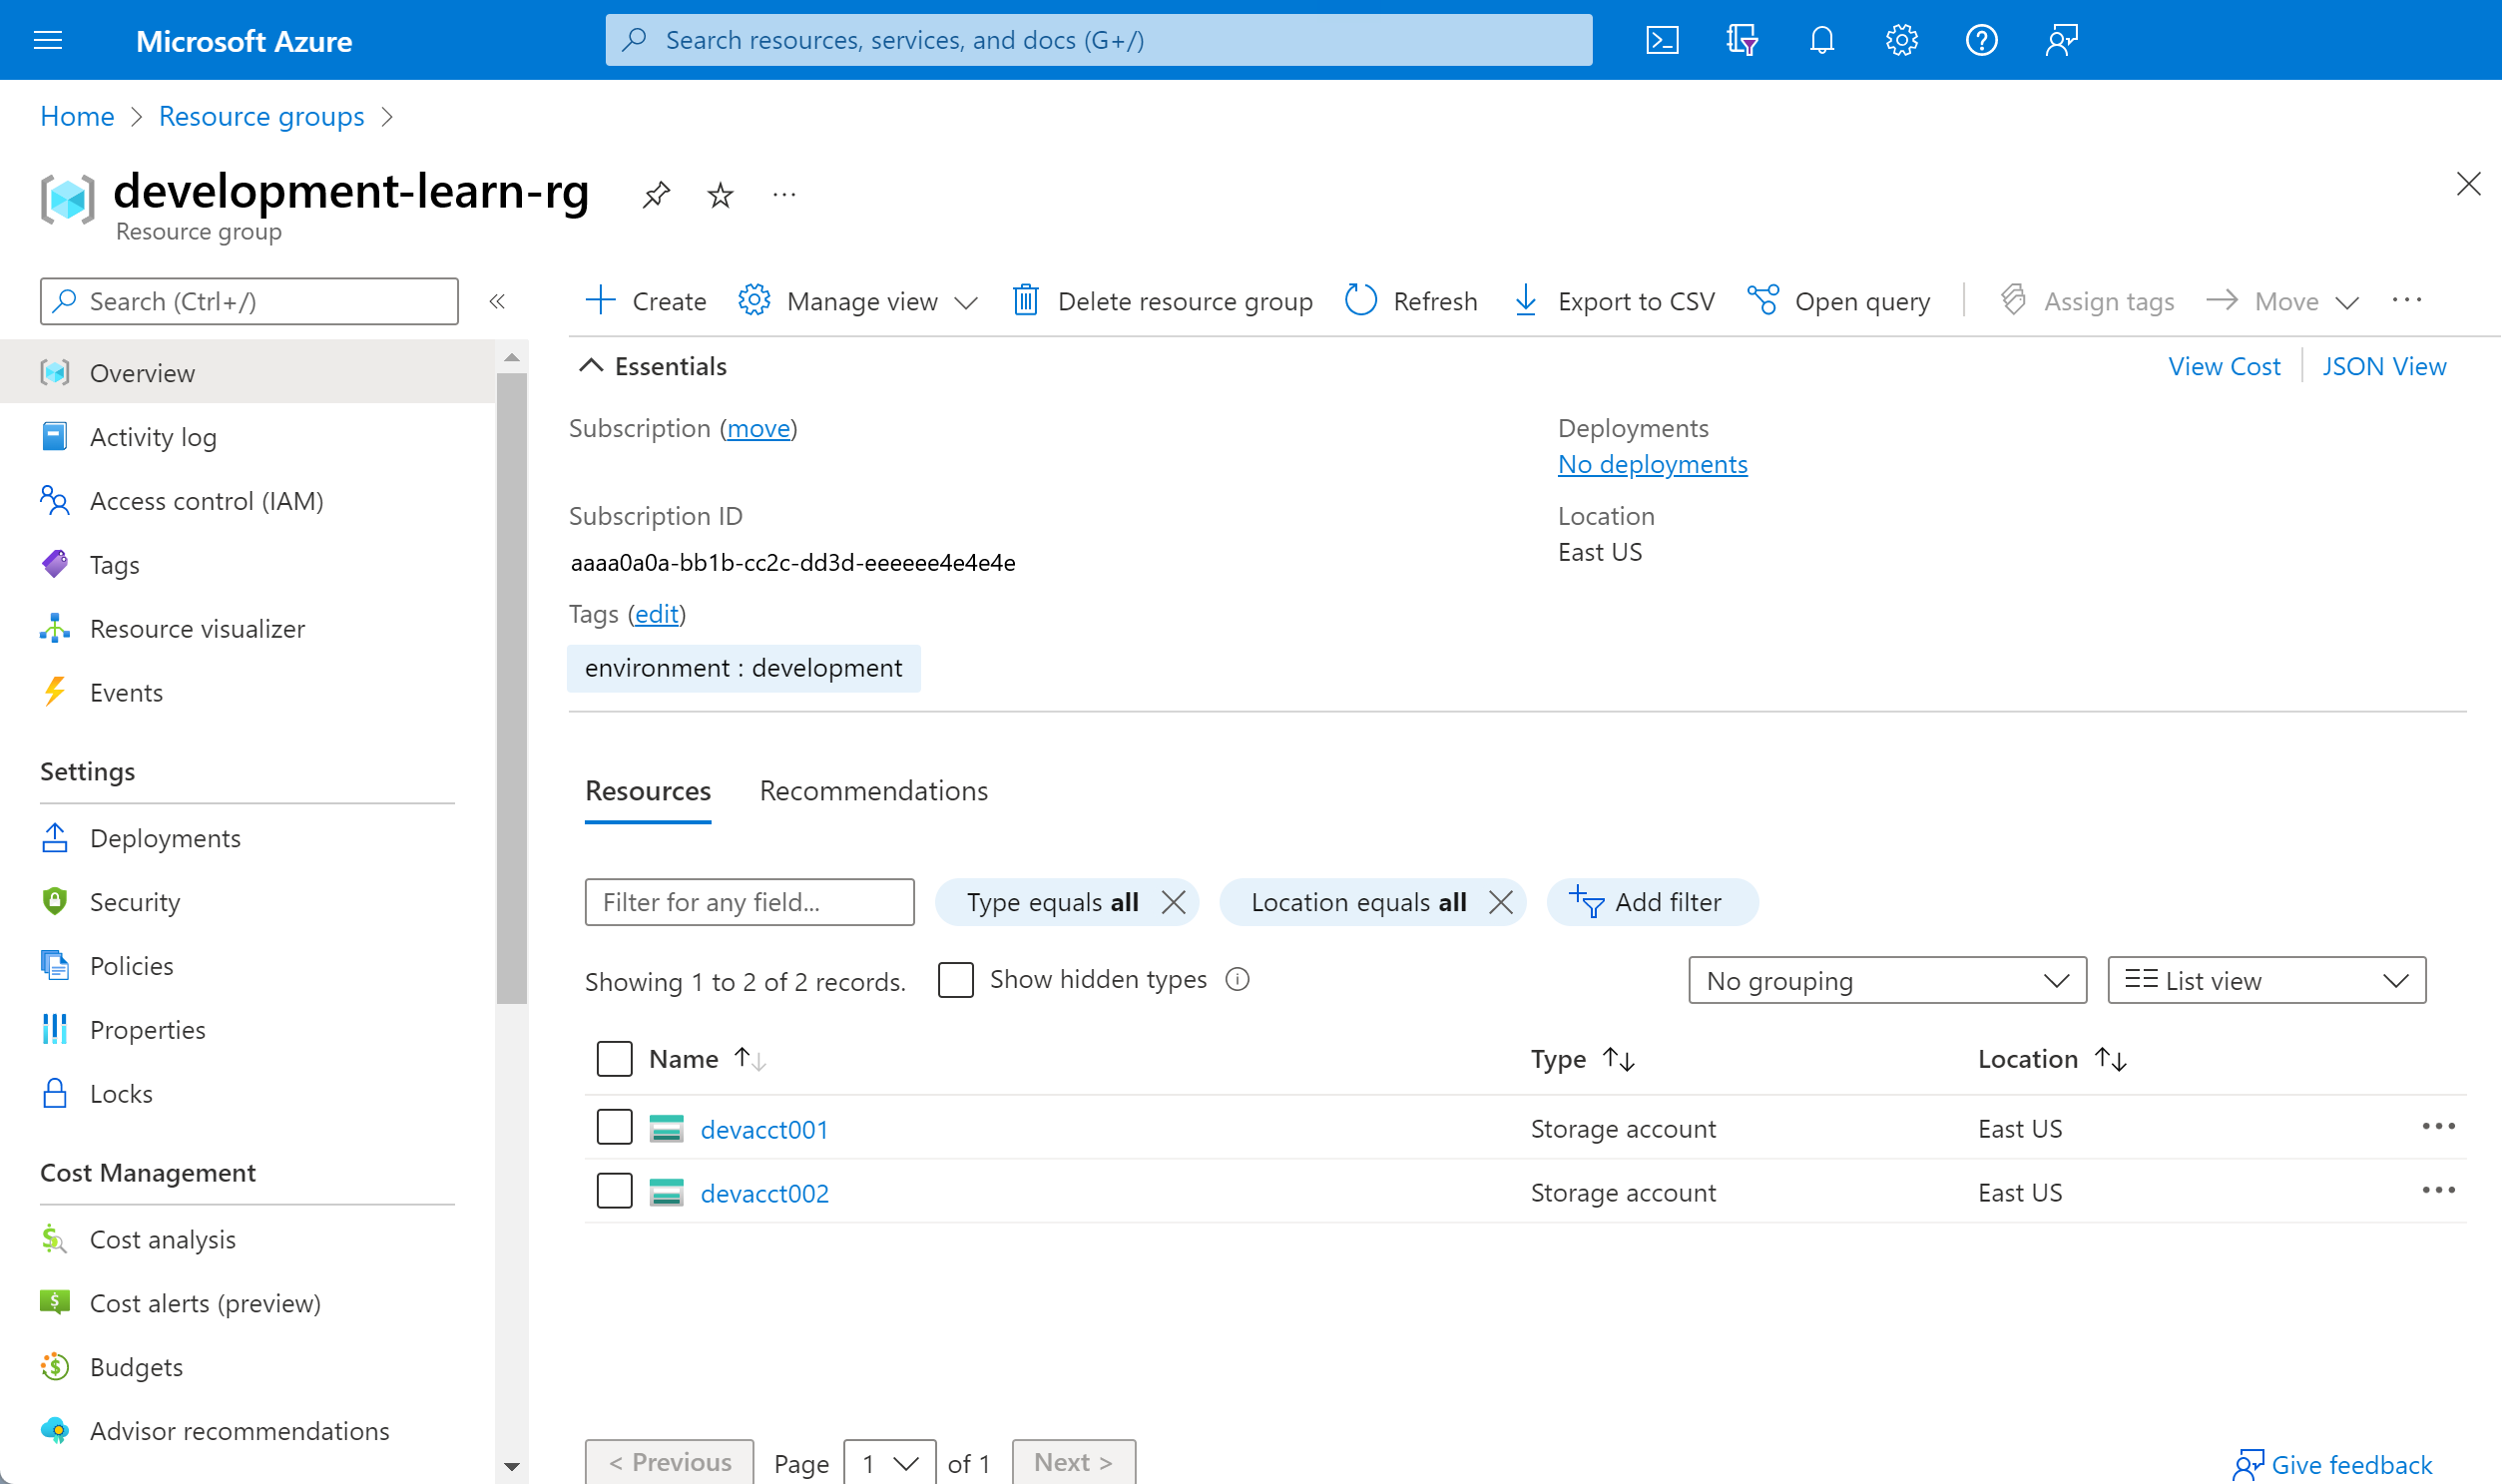 Microsoft Azure
Search resources, services, and docs (G+/)
Home > Resource groups >
development-learn-rg
Resource group
Search (Ctrl+/)
Overview
Activity log
Access control (IAM)
Tags
Resource visualizer
Events
Settings
Deployments
Security
Policies
Properties
Locks
Cost Management
Cost analysis
Cost alerts (preview)
Budgets
Advisor recommendations
Create Manage view Delete resource group Refresh Export to CSV Open query Assign tags Move
Essentials
View Cost JSON View
Subscription (move)
Deployments
No deployments
Subscription ID
aaaa0a0a-bb1b-cc2c-dd3d-eeeeee4e4e4e
Location
East US
Tags (edit)
environment : development
Resources Recommendations
Filter for any field... Type equals all Location equals all Add filter
Showing 1 to 2 of 2 records. Show hidden types No grouping List view
Name Type Location
devacct001 Storage account East US
devacct002 Storage account East US
< Previous Page 1 of 1 Next >
Give feedback